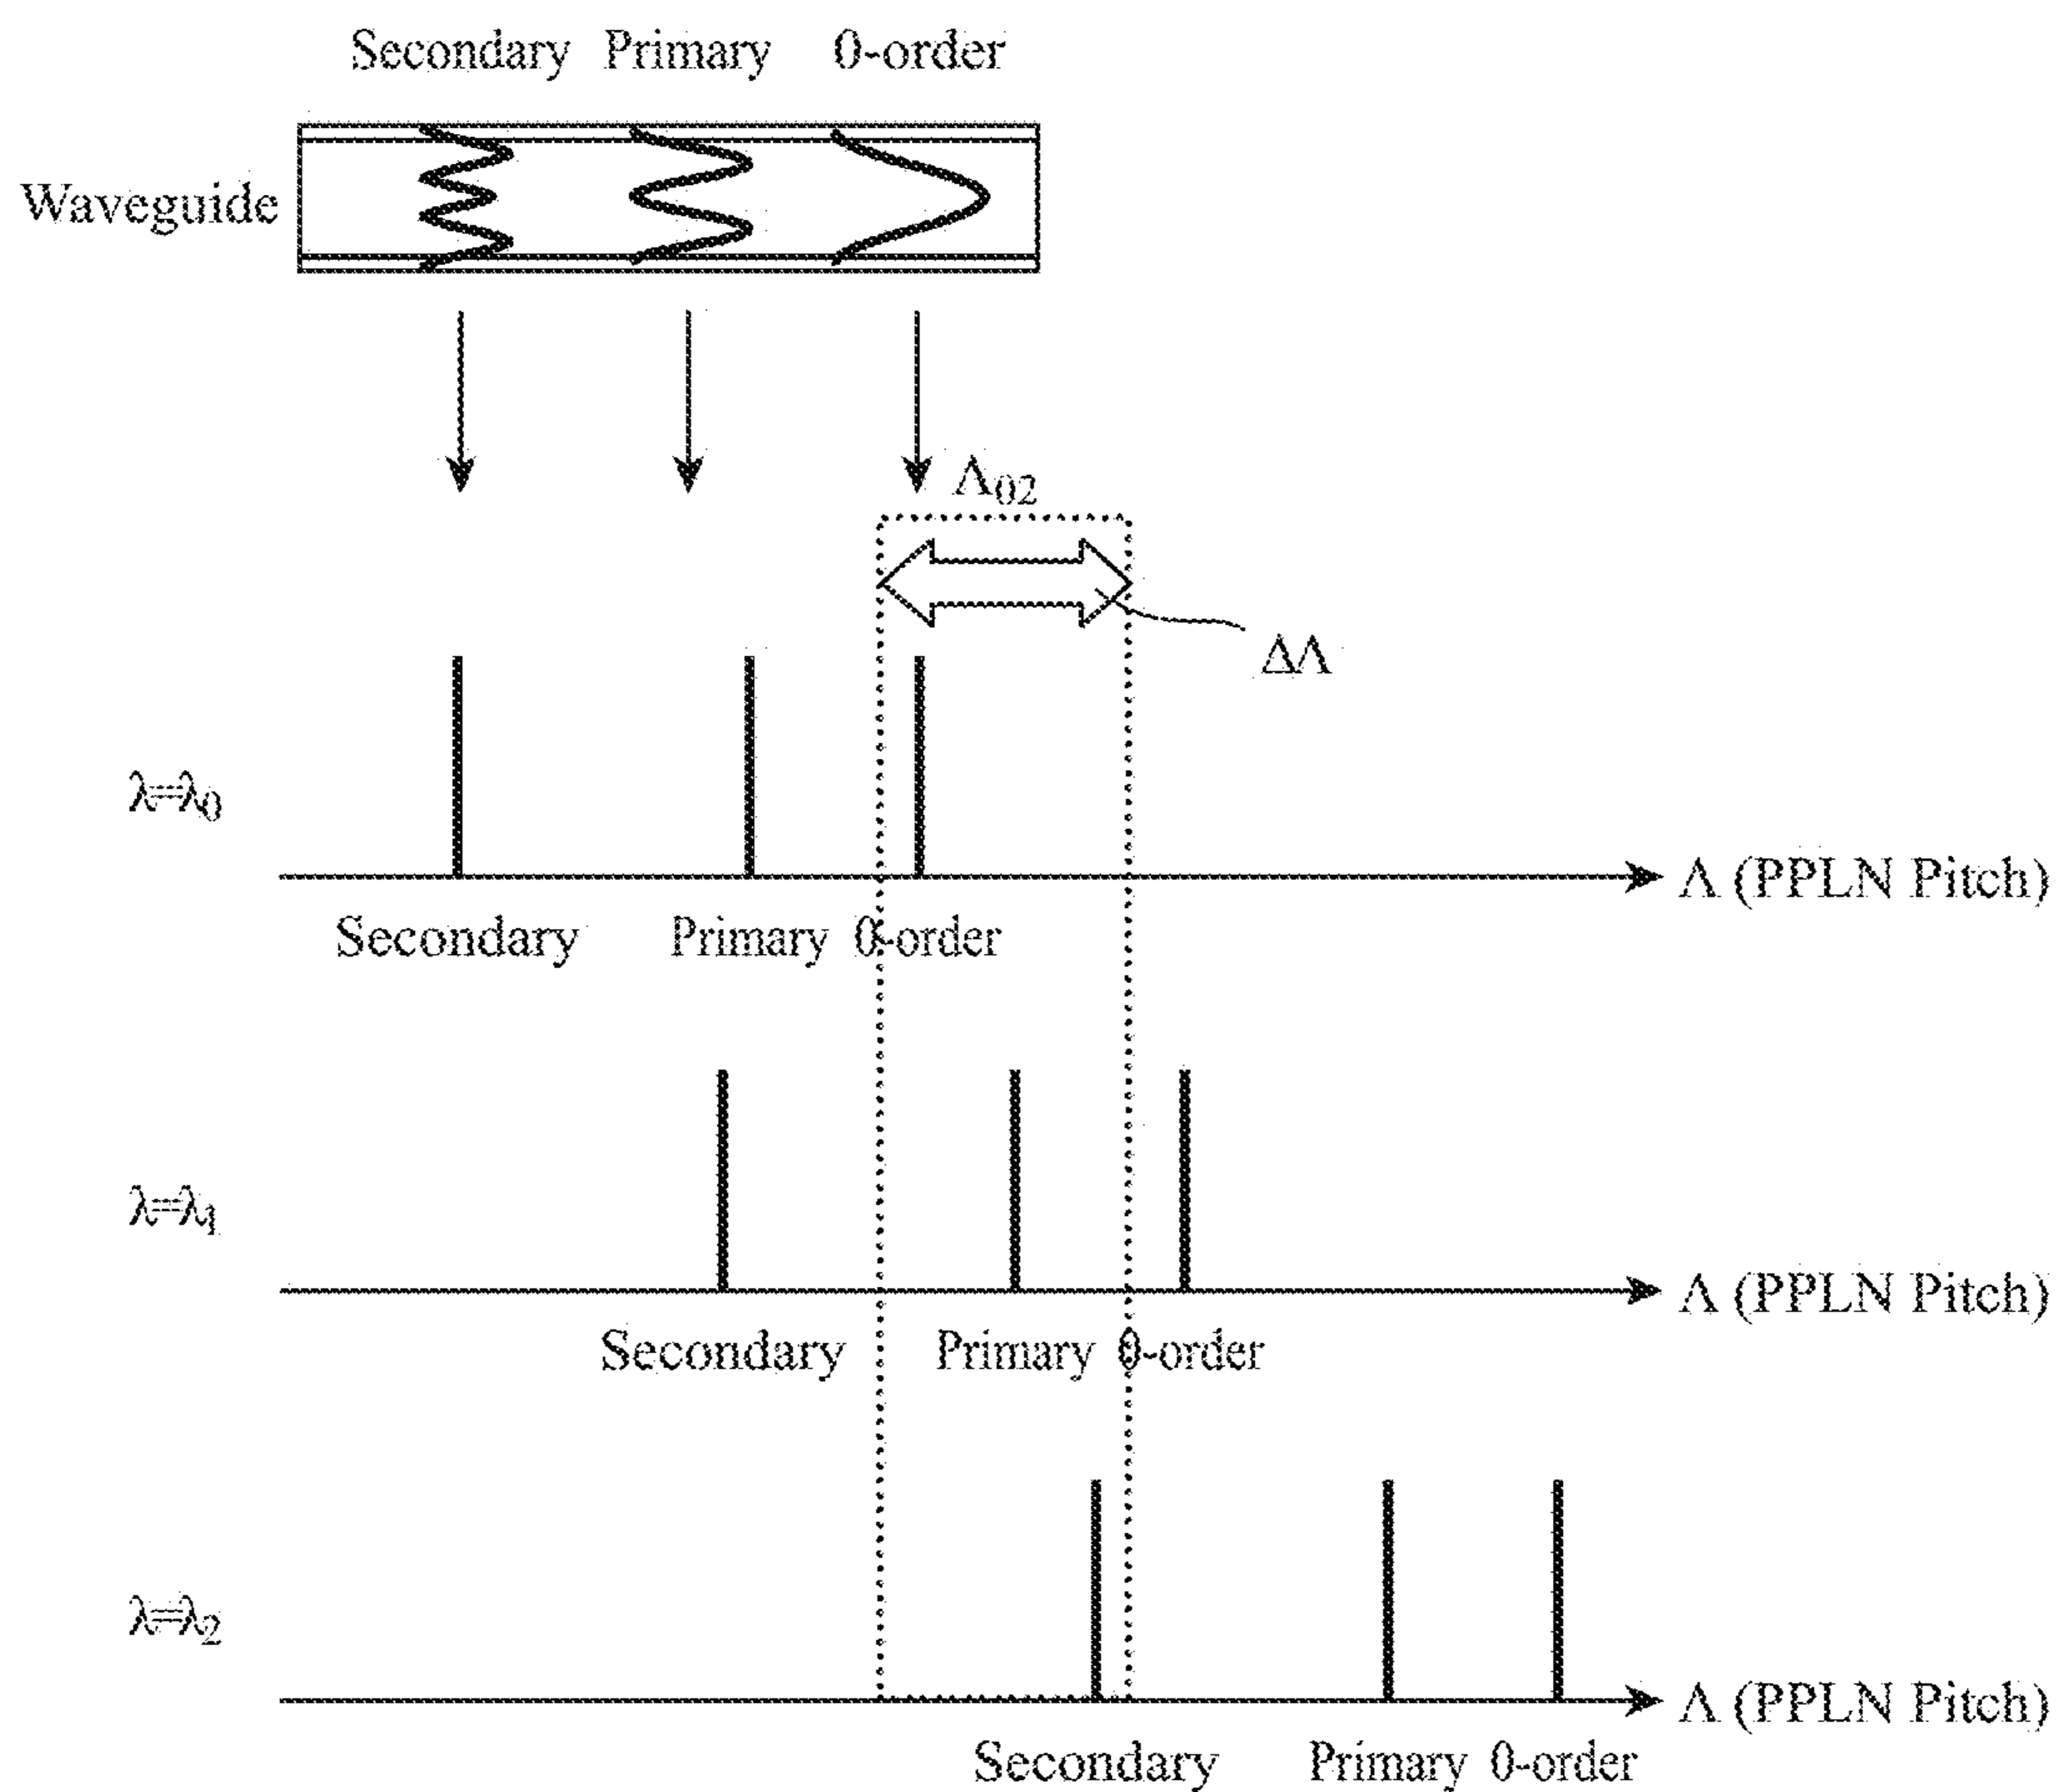 Secondary Primary 0-order
Waveguide
Λ02
ΔΛ
λ=λ0
Λ (PPLN Pitch)
Secondary Primary 0-order
λ=λ1
Λ (PPLN Pitch)
Secondary Primary 0-order
λ=λ2
Λ (PPLN Pitch)
Secondary Primary 0-order